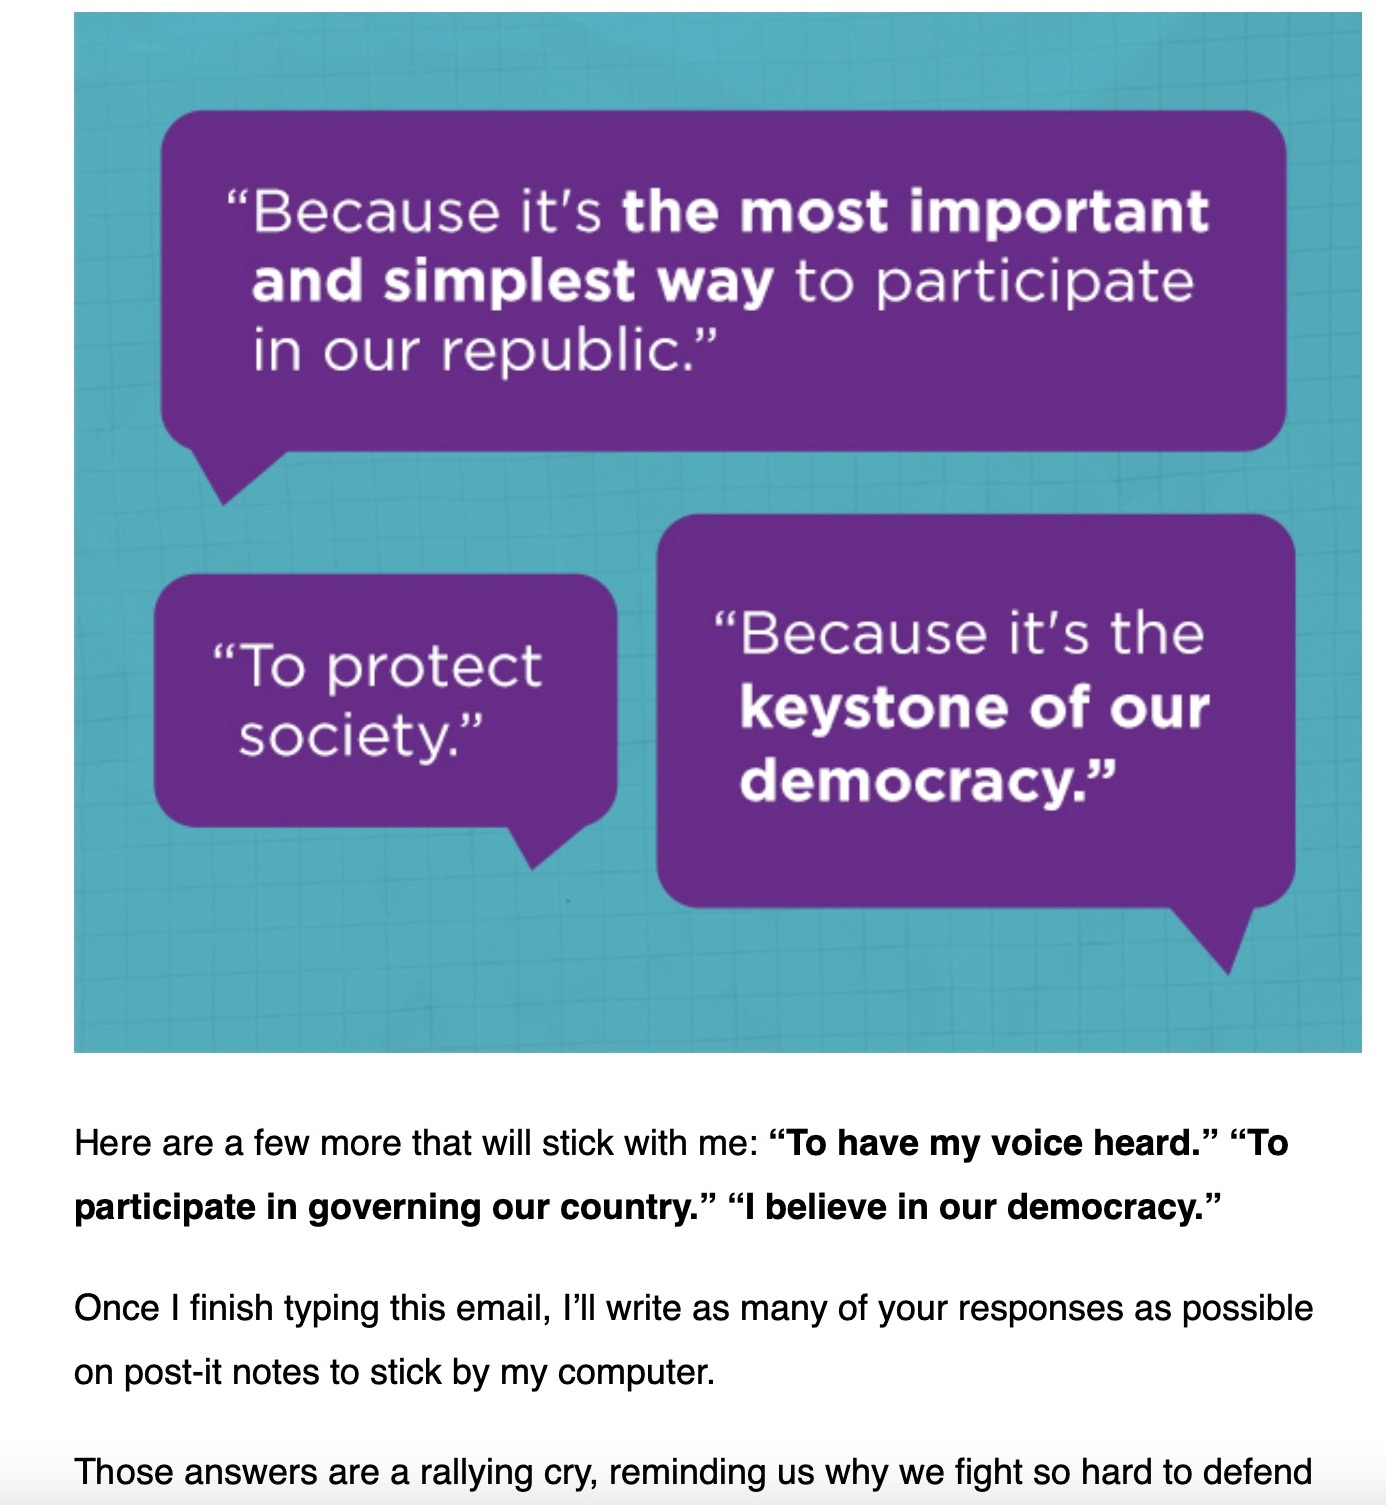 “Because it's the most important
and simplest way to participate
in our republic.”
“To protect
society.”
“Because it's the
keystone of our
democracy.”
Here are a few more that will stick with me: “To have my voice heard.” “To
participate in governing our country.” “I believe in our democracy.”
Once I finish typing this email, I’ll write as many of your responses as possible
on post-it notes to stick by my computer.
Those answers are a rallying cry, reminding us why we fight so hard to defend